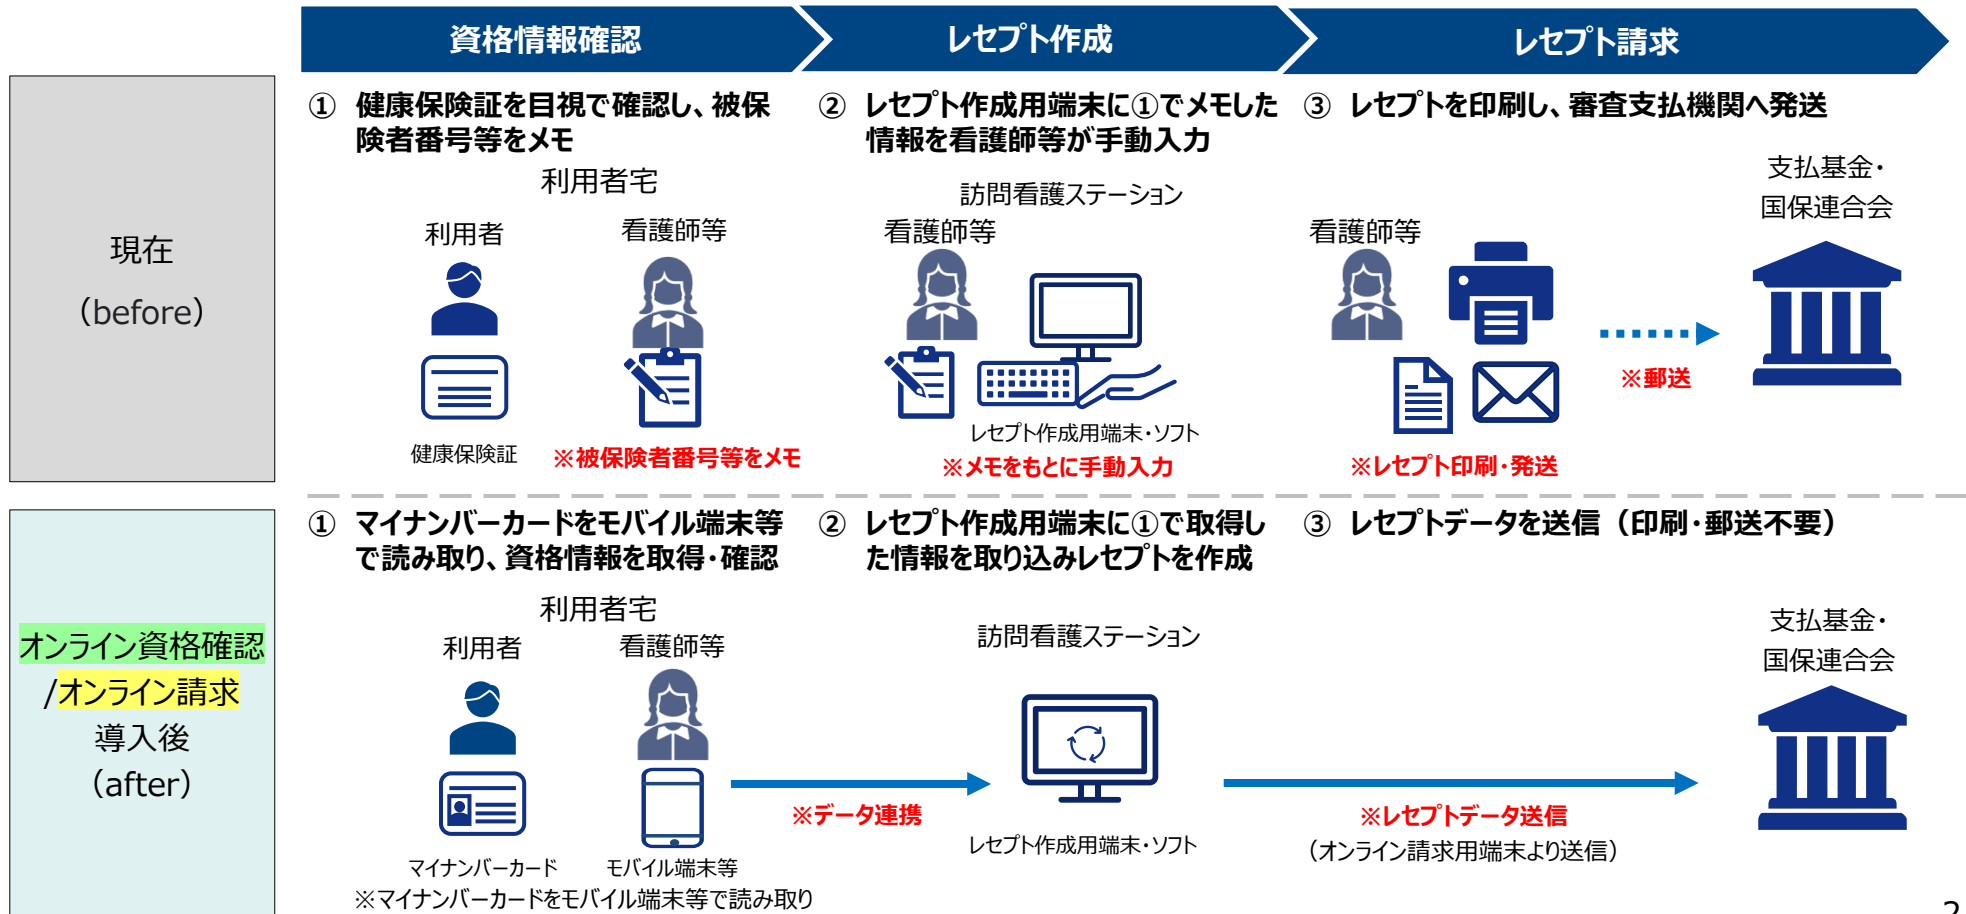 資格情報確認
レセプト作成
レセプト請求
現在
（before）
① 健康保険証を目視で確認し、被保
険者番号等をメモ
利用者宅
利用者
看護師等
健康保険証
※被保険者番号等をメモ
② レセプト作成用端末に①でメモした
情報を看護師等が手動入力
訪問看護ステーション
看護師等
レセプト作成用端末・ソフト
※メモをもとに手動入力
③ レセプトを印刷し、審査支払機関へ発送
看護師等
※レセプト印刷・発送
※郵送
支払基金・
国保連合会
オンライン資格確認
/オンライン請求
導入後
（after）
① マイナンバーカードをモバイル端末等
で読み取り、資格情報を取得・確認
利用者宅
利用者
看護師等
マイナンバーカード
モバイル端末等
※マイナンバーカードをモバイル端末等で読み取り
※データ連携
② レセプト作成用端末に①で取得し
た情報を取り込みレセプトを作成
訪問看護ステーション
レセプト作成用端末・ソフト
③ レセプトデータを送信（印刷・郵送不要）
※レセプトデータ送信
（オンライン請求用端末より送信）
支払基金・
国保連合会
2